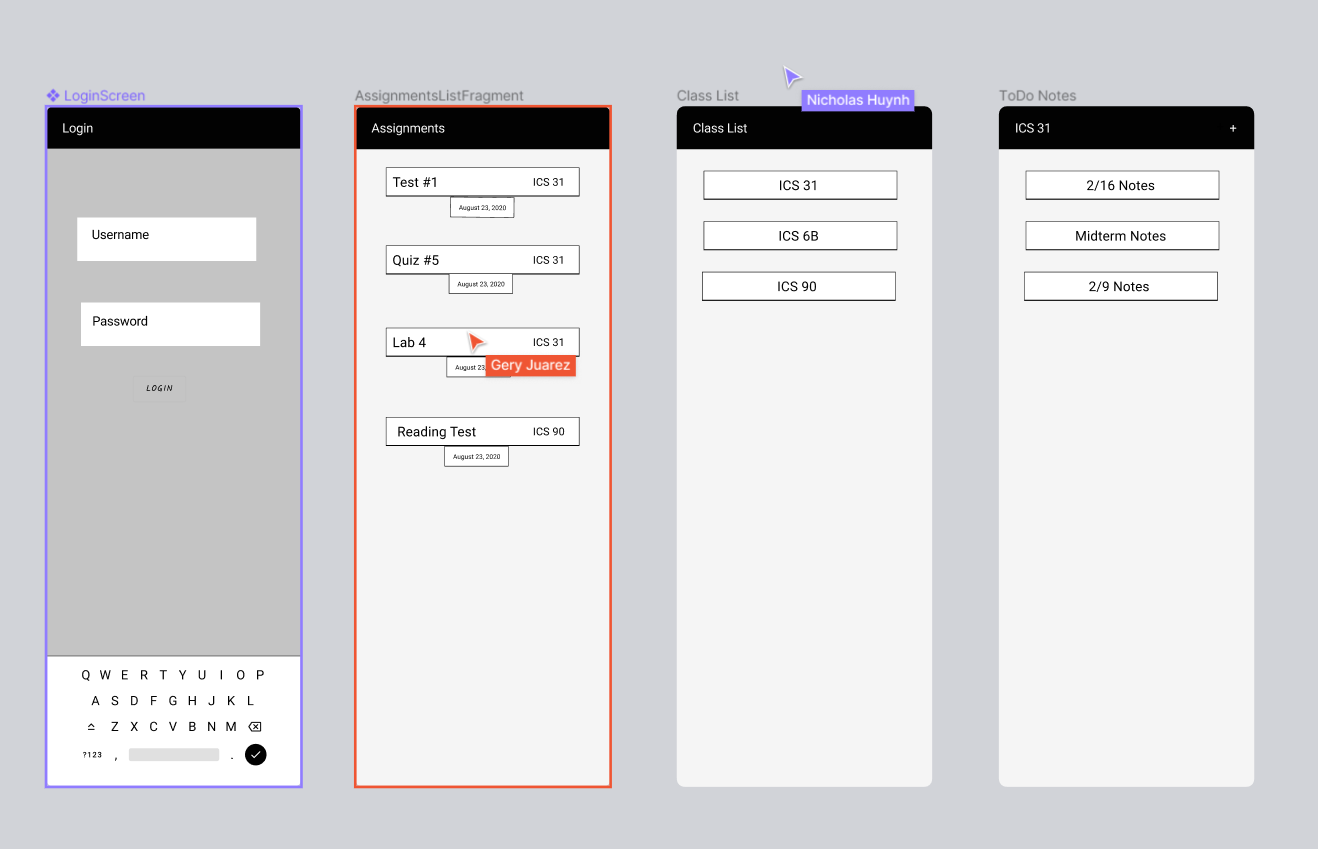 LoginScreen
Login
Username
Password
LOGIN
Q W E R T Y U I O P
A S D F G H J K L
Z X C V B N M
?123 , .
AssignmentsListFragment
Assignments
Test #1 ICS 31
August 23, 2020
Quiz #5 ICS 31
August 23, 2020
Lab 4 ICS 31
August 23,
Gery Juarez
Reading Test ICS 90
August 23, 2020
Class List
Nicholas Huynh
Class List
ICS 31
ICS 6B
ICS 90
ToDo Notes
ICS 31 +
2/16 Notes
Midterm Notes
2/9 Notes